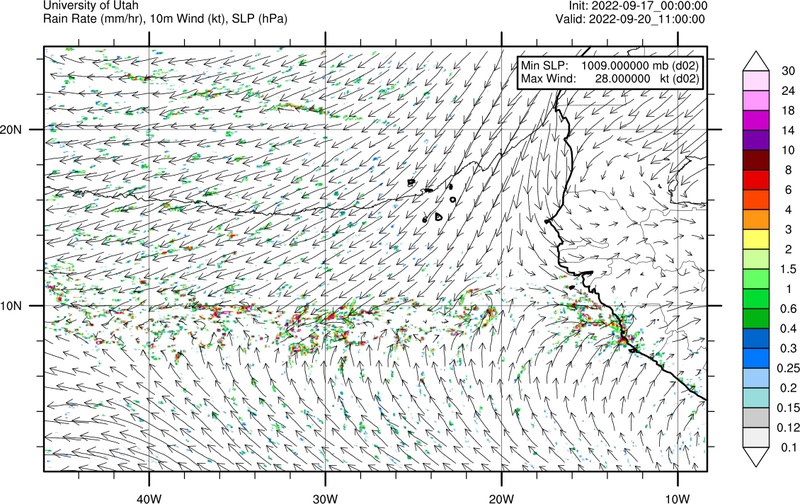 University of Utah
Init: 2022-09-17_00:00:00
Rain Rate (mm/hr), 10m Wind (kt), SLP (hPa)
Valid: 2022-09-20_11:00:00
Min SLP: 1009.000000 mb (d02)
Max Wind: 28.000000 kt (d02)
20N
10N
40W
30W
20W
10W
30
24
18
14
10
8
6
4
3
2
1.5
1
0.6
0.4
0.3
0.25
0.2
0.15
0.12
0.1